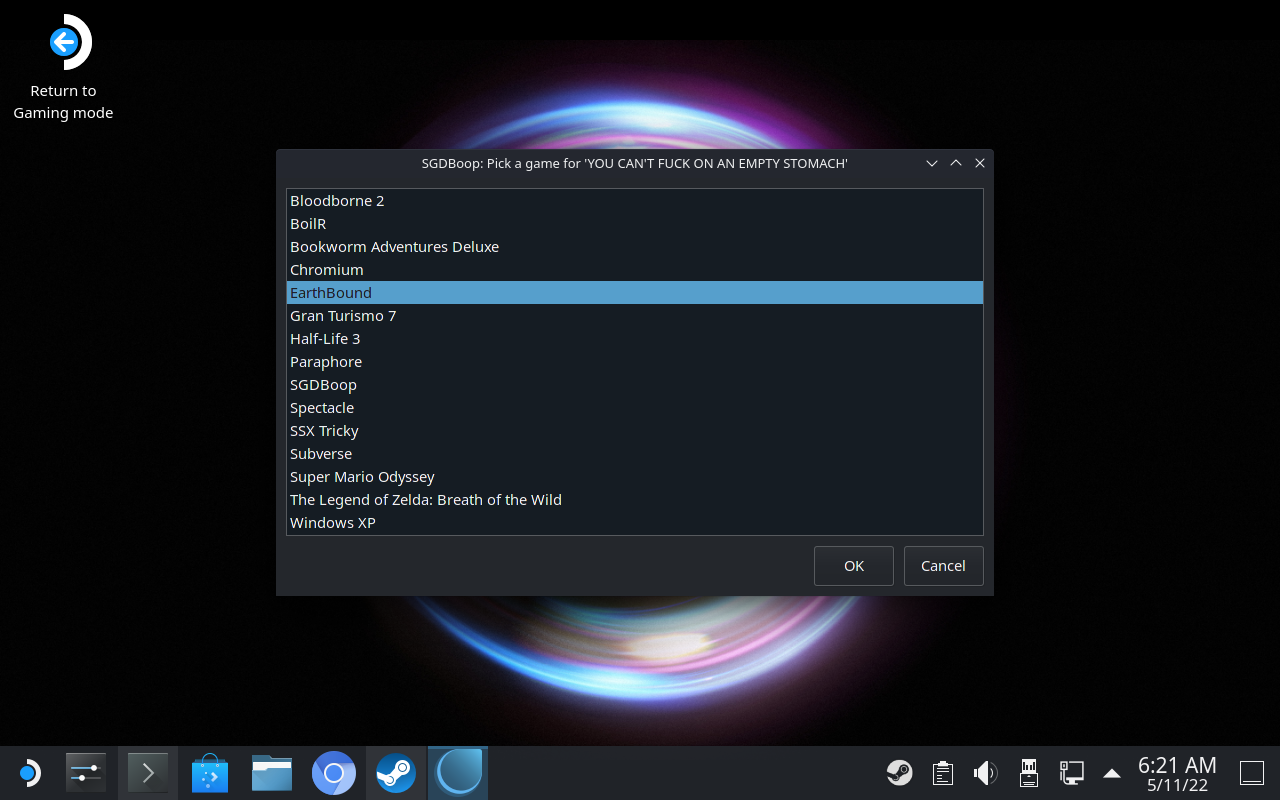 Return to
Gaming mode
SGDBoop: Pick a game for 'YOU CAN'T FUCK ON AN EMPTY STOMACH'
Bloodborne 2
BoilR
Bookworm Adventures Deluxe
Chromium
EarthBound
Gran Turismo 7
Half-Life 3
Paraphore
SGDBoop
Spectacle
SSX Tricky
Subverse
Super Mario Odyssey
The Legend of Zelda: Breath of the Wild
Windows XP
OK
Cancel
6:21 AM
5/11/22